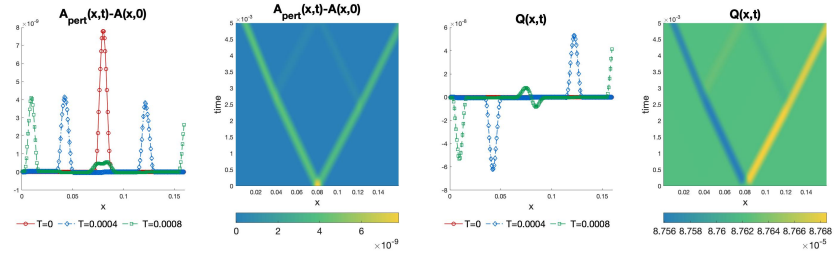 A_pert(x,t)-A(x,0)
×10^-9
8
7
6
5
4
3
2
1
0
-1
0 0.05 0.1 0.15
x
T=0 T=0.0004 T=0.0008
A_pert(x,t)-A(x,0)
×10^-3
5
4.5
4
3.5
3
2.5
2
1.5
1
0.5
0
time
0.02 0.04 0.06 0.08 0.1 0.12 0.14
x
0 2 4 6
×10^-9
Q(x,t)
×10^-8
6
4
2
0
-2
-4
-6
-8
0 0.05 0.1 0.15
x
T=0 T=0.0004 T=0.0008
Q(x,t)
×10^-3
5
4.5
4
3.5
3
2.5
2
1.5
1
0.5
0
time
0.02 0.04 0.06 0.08 0.1 0.12 0.14
x
8.756 8.758 8.76 8.762 8.764 8.766 8.768
×10^-5